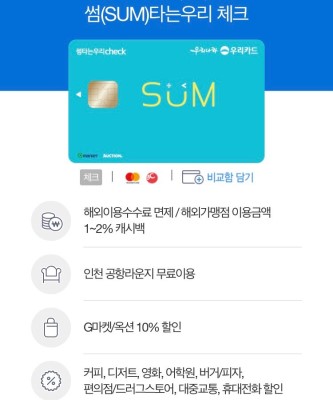 썸(SUM)타는우리 체크
썸타는우리check
우리카드
SUM
체크
비교함 담기
해외이용수수료 면제 / 해외가맹점 이용금액
1~2% 캐시백
인천 공항라운지 무료이용
G마켓/옥션 10% 할인
커피, 디저트, 영화, 어학원, 버거/피자,
편의점/드러그스토어, 대중교통, 휴대전화 할인